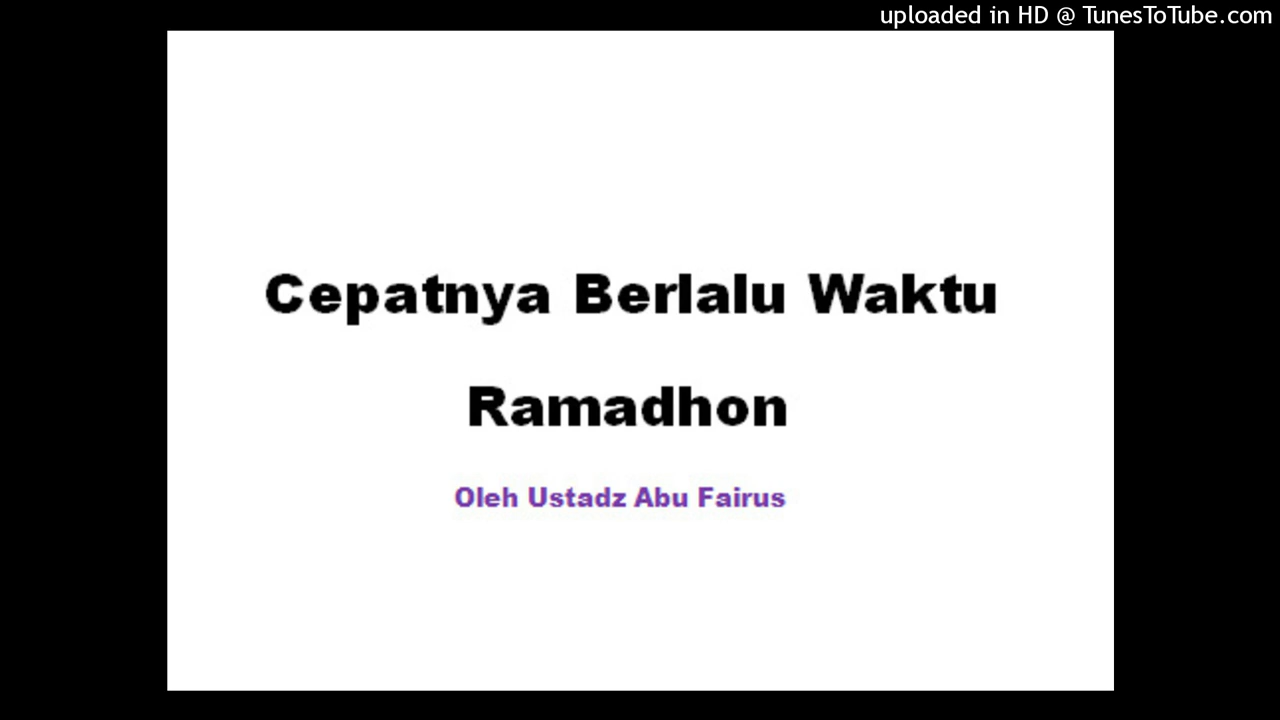 uploaded in HD @ TunesToTube.com
Cepatnya Berlalu Waktu
Ramadhon
Oleh Ustadz Abu Fairus